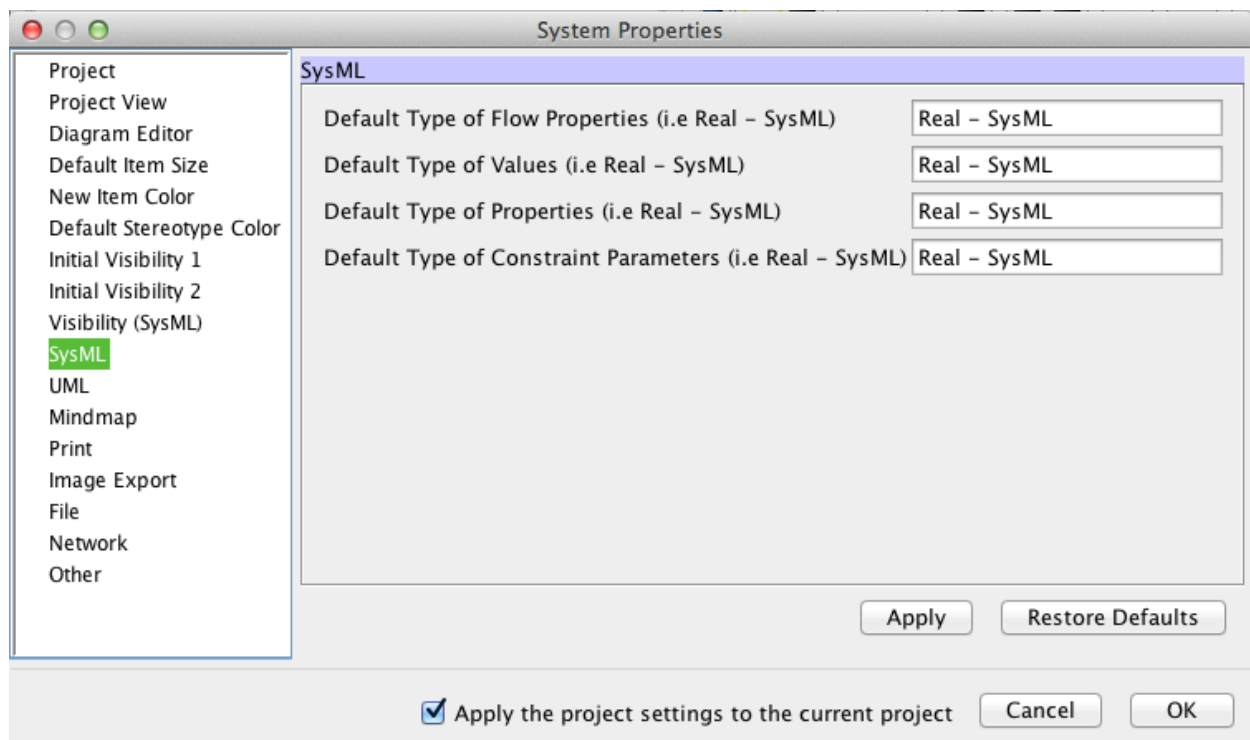 System Properties
Project
Project View
Diagram Editor
Default Item Size
New Item Color
Default Stereotype Color
Initial Visibility 1
Initial Visibility 2
Visibility (SysML)
SysML
UML
Mindmap
Print
Image Export
File
Network
Other
SysML
Default Type of Flow Properties (i.e Real – SysML) Real – SysML
Default Type of Values (i.e Real – SysML) Real – SysML
Default Type of Properties (i.e Real – SysML) Real – SysML
Default Type of Constraint Parameters (i.e Real – SysML) Real – SysML
Apply Restore Defaults
Apply the project settings to the current project Cancel OK